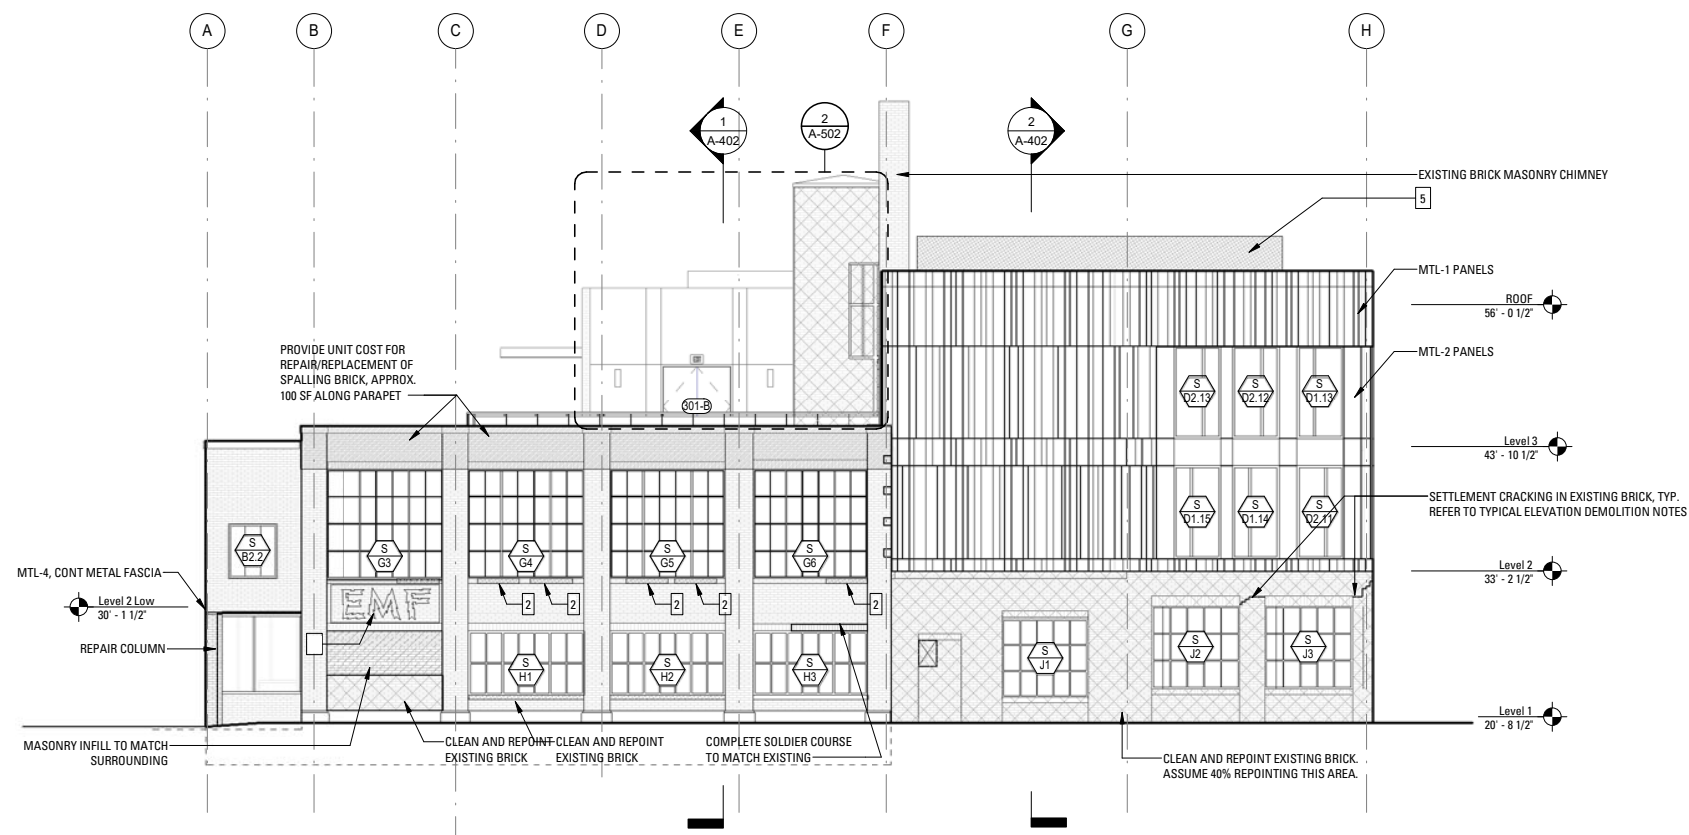 A
B
C
D
E
F
G
H
1
A-402
2
A-502
2
A-402
EXISTING BRICK MASONRY CHIMNEY
5
MTL-1 PANELS
ROOF
56' - 0 1/2"
MTL-2 PANELS
PROVIDE UNIT COST FOR
REPAIR/REPLACEMENT OF
SPALLING BRICK, APPROX.
100 SF ALONG PARAPET
EXIT
301-B
S
D2.13
S
D2.12
S
D1.13
Level 3
43' - 10 1/2"
SETTLEMENT CRACKING IN EXISTING BRICK, TYP.
REFER TO TYPICAL ELEVATION DEMOLITION NOTES
S
D1.15
S
D1.14
S
D2.11
S
B2.2
S
G3
S
G4
S
G5
S
G6
MTL-4, CONT METAL FASCIA
Level 2
33' - 2 1/2"
Level 2 Low
30' - 1 1/2"
EMF
2
2
2
2
2
REPAIR COLUMN
S
H1
S
H2
S
H3
S
J1
S
J2
S
J3
Level 1
20' - 8 1/2"
MASONRY INFILL TO MATCH
SURROUNDING
CLEAN AND REPOINT
EXISTING BRICK
CLEAN AND REPOINT
EXISTING BRICK
COMPLETE SOLDIER COURSE
TO MATCH EXISTING
CLEAN AND REPOINT EXISTING BRICK.
ASSUME 40% REPOINTING THIS AREA.